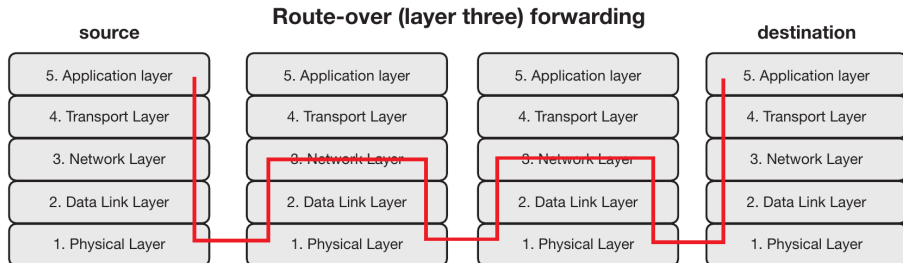 Route-over (layer three) forwarding
source
destination
5. Application layer
5. Application layer
5. Application layer
5. Application layer
4. Transport Layer
4. Transport Layer
4. Transport Layer
4. Transport Layer
3. Network Layer
3. Network Layer
3. Network Layer
3. Network Layer
2. Data Link Layer
2. Data Link Layer
2. Data Link Layer
2. Data Link Layer
1. Physical Layer
1. Physical Layer
1. Physical Layer
1. Physical Layer